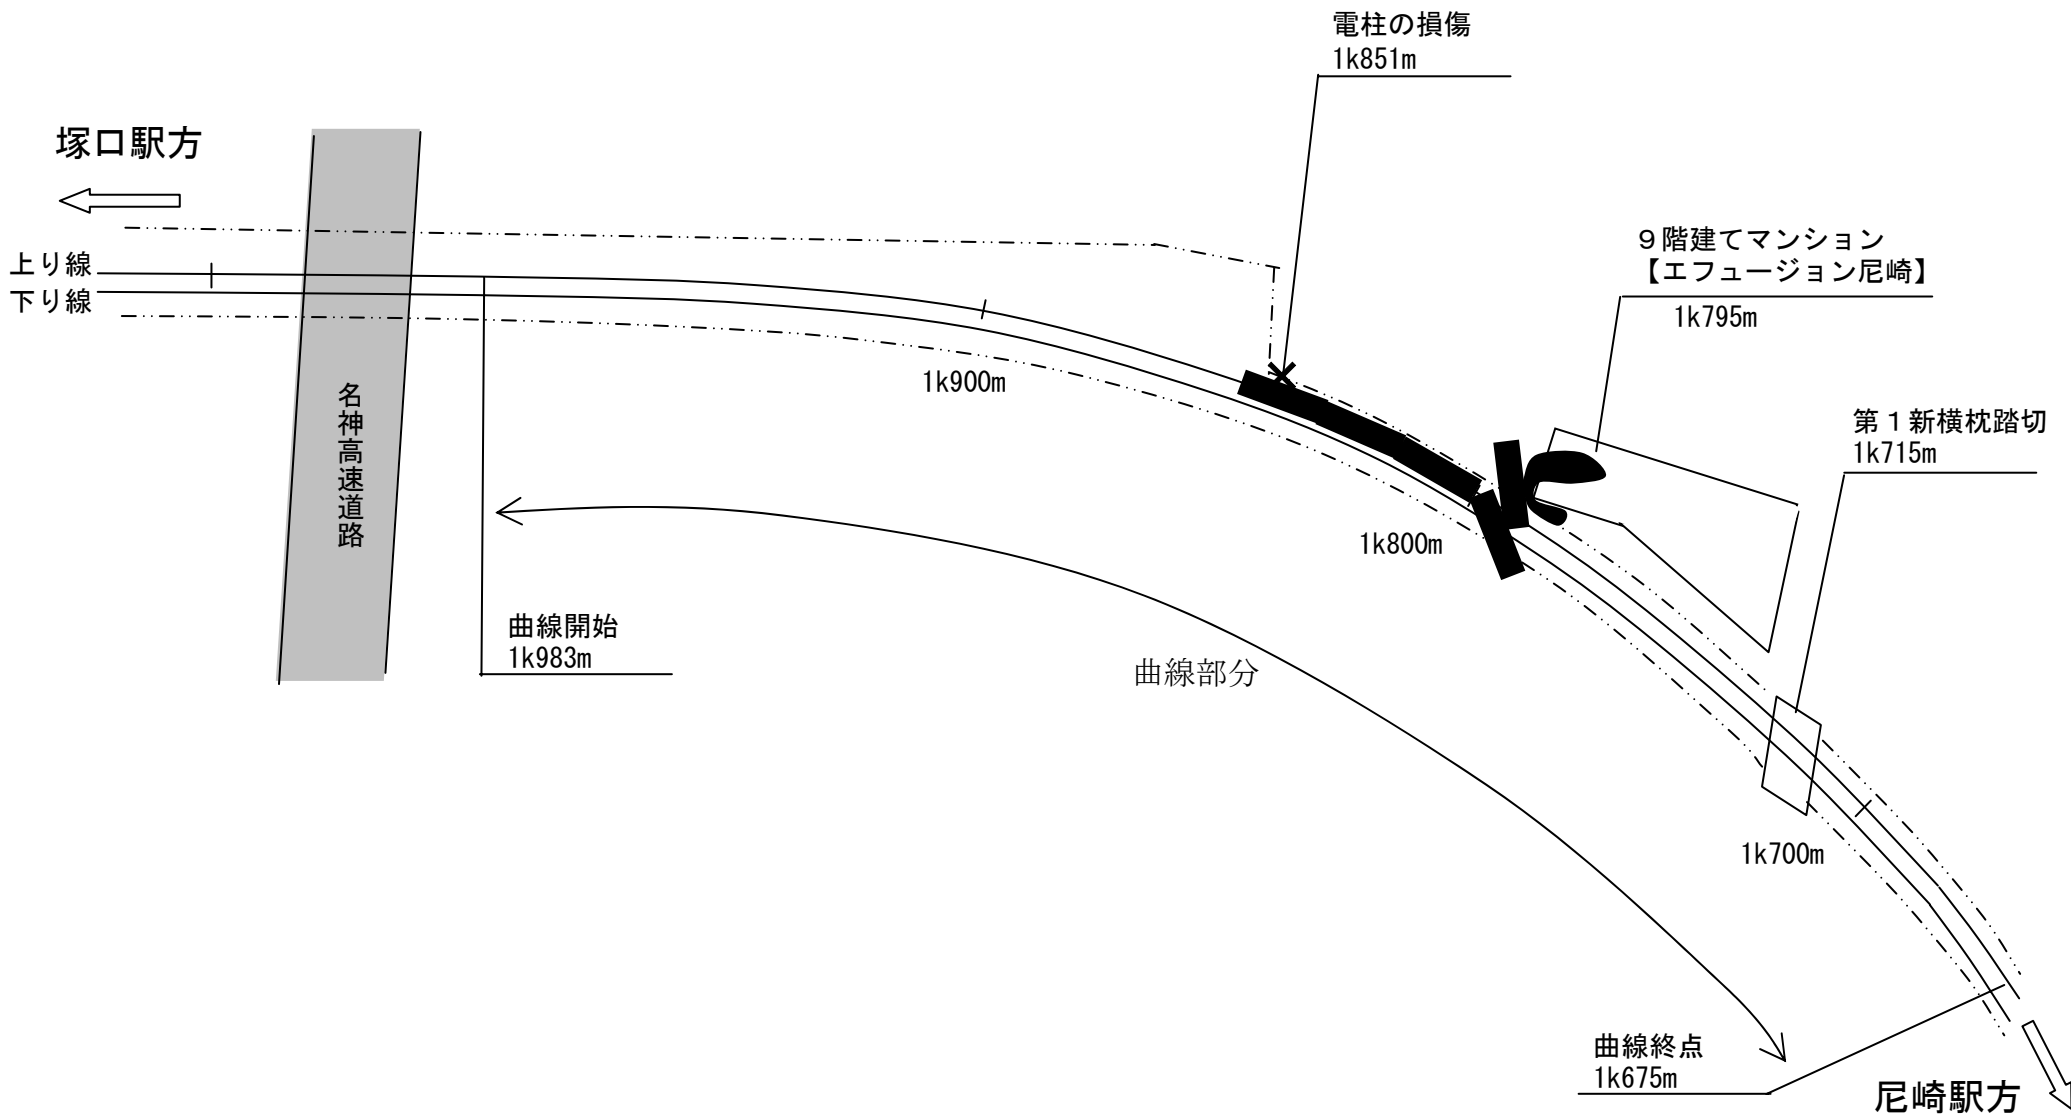 電柱の損傷
1k851m
塚口駅方
9階建てマンション
【エフュージョン尼崎】
1k795m
上り線
下り線
1k900m
名神高速道路
第1新横枕踏切
1k715m
1k800m
曲線開始
1k983m
曲線部分
1k700m
曲線終点
1k675m
尼崎駅方